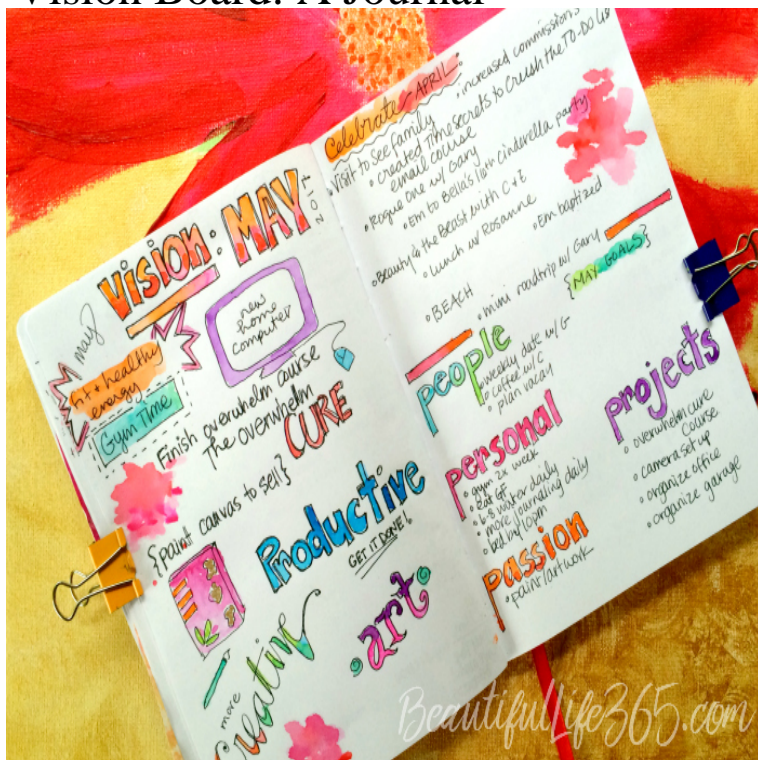 Vision Board: A Journal
Vision: MAY
2017
may
fit + healthy
energy
Gym Time
new
home
computer
Finish overwhelm course
The overwhelm
CURE
{paint canvas to sell}
Productive
GET IT DONE!
more
Creative
art
Celebrate APRIL:
• Visit to see family
• increased commissions
• created Time secrets to Crush the TO-DO list
email course
• Rogue One w/ Gary
• Em to Bella's 10th Cinderella party
• Beauty & the Beast with C + E
• Lunch w/ Rosanne
• Em baptized
• BEACH
• mini roadtrip w/ Gary
{MAY GOALS}
people
• weekly date w/ G
• coffee w/ C
• plan vacay
personal
• gym 2x week
• eat GF
• 6-8 water daily
• more journaling daily
• bed by 10pm
passion
• paint/artwork
projects
• overwhelm cure
course
• camera set up
• organize office
• organize garage
BeautifulLife365.com